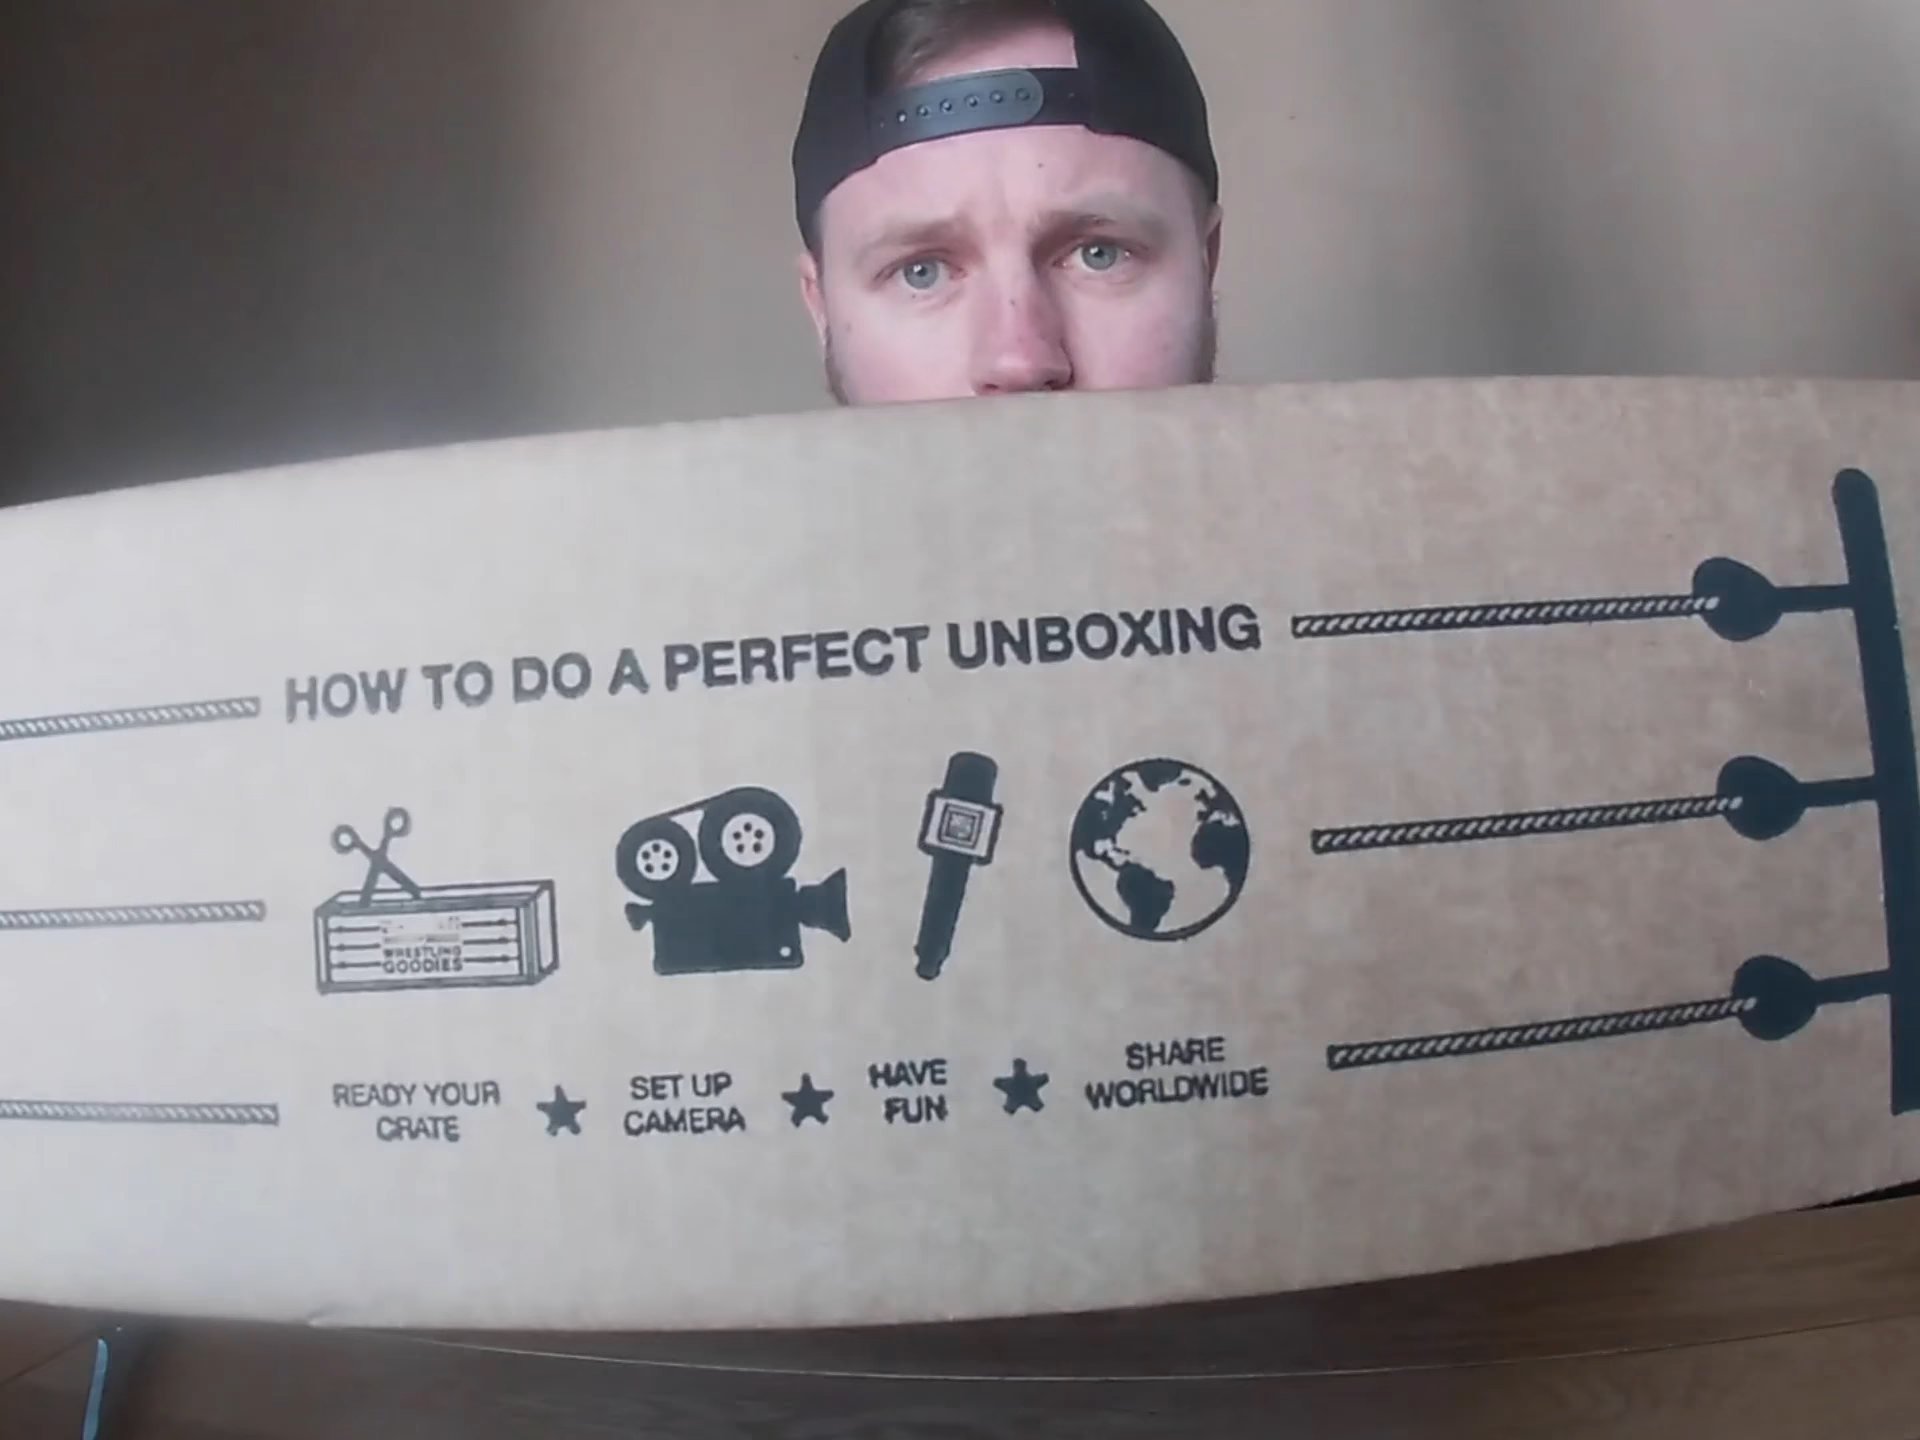 HOW TO DO A PERFECT UNBOXING
WRESTLING
GOODIES
READY YOUR
CRATE
SET UP
CAMERA
HAVE
FUN
SHARE
WORLDWIDE